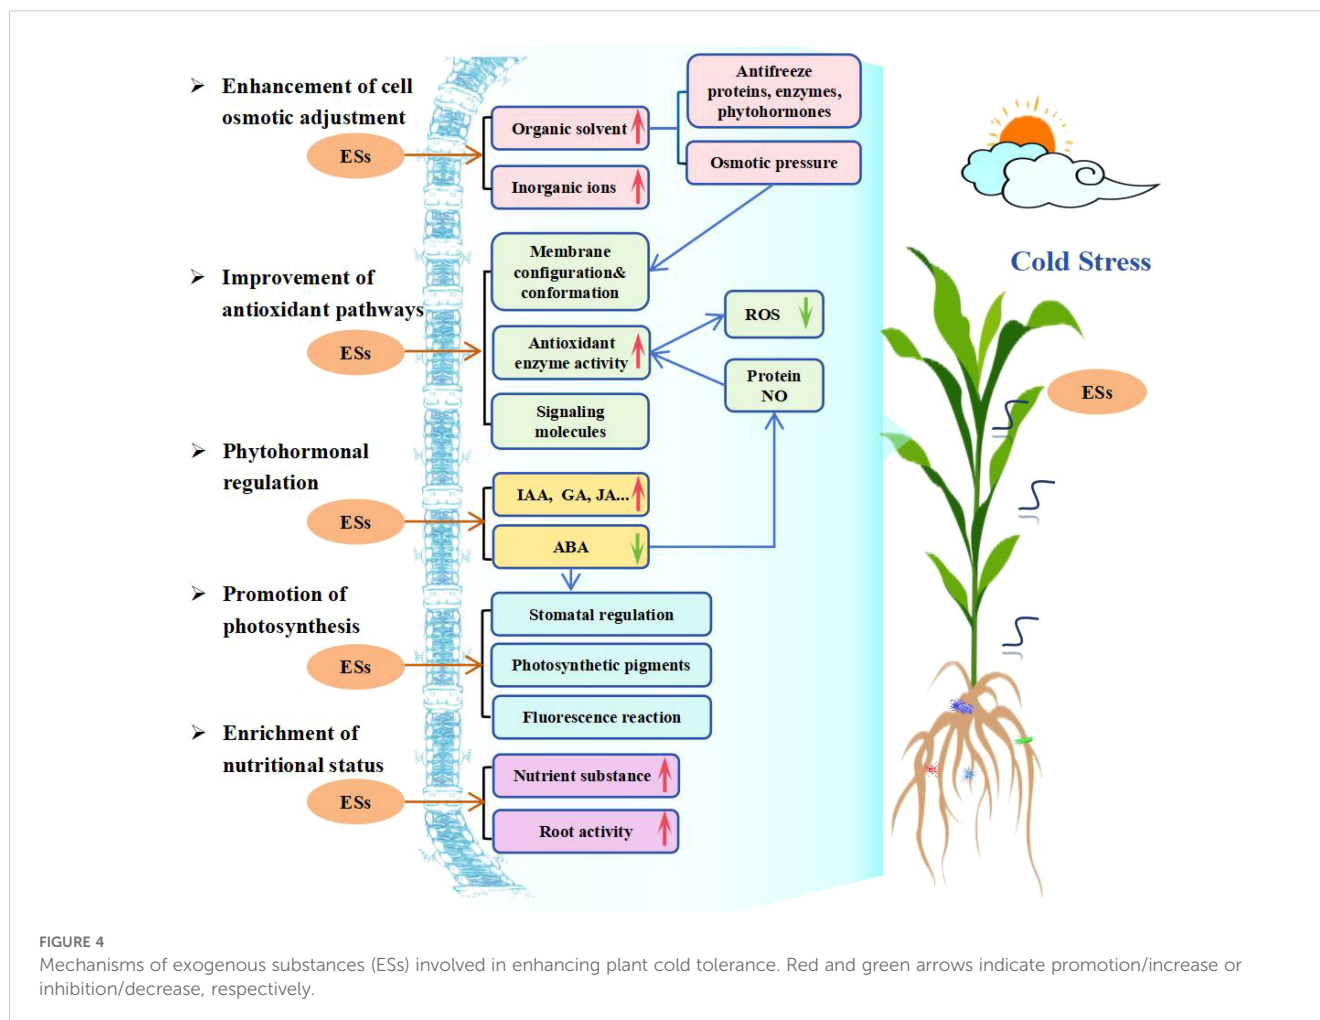 ➢ Enhancement of cell
osmotic adjustment
ESs
Organic solvent
Inorganic ions
Antifreeze
proteins, enzymes,
phytohormones
Osmotic pressure
➢ Improvement of
antioxidant pathways
ESs
Membrane
configuration&
conformation
Antioxidant
enzyme activity
Signaling
molecules
ROS
Protein
NO
➢ Phytohormonal
regulation
ESs
IAA, GA, JA...
ABA
➢ Promotion of
photosynthesis
ESs
Stomatal regulation
Photosynthetic pigments
Fluorescence reaction
➢ Enrichment of
nutritional status
ESs
Nutrient substance
Root activity
Cold Stress
ESs
FIGURE 4
Mechanisms of exogenous substances (ESs) involved in enhancing plant cold tolerance. Red and green arrows indicate promotion/increase or
inhibition/decrease, respectively.